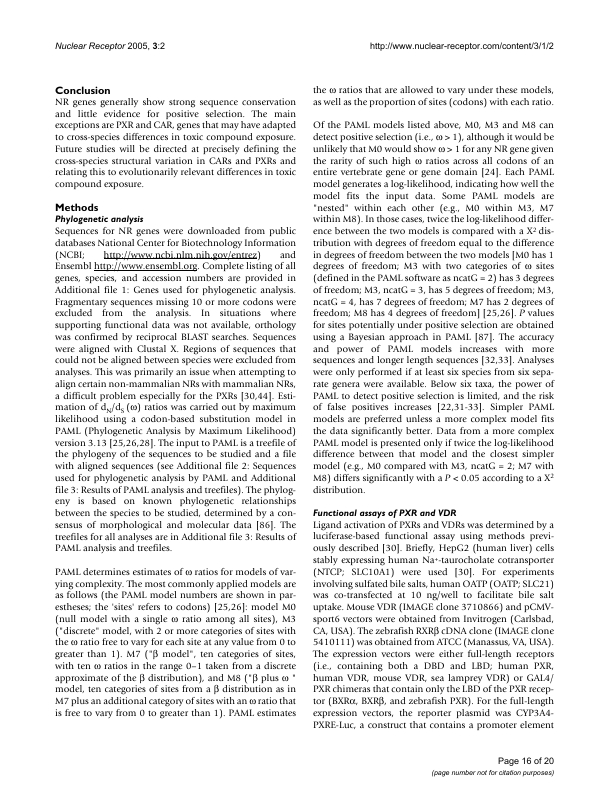 Nuclear Receptor 2005, 3:2
http://www.nuclear-receptor.com/content/3/1/2
Conclusion
NR genes generally show strong sequence conservation
and little evidence for positive selection. The main
exceptions are PXR and CAR, genes that may have adapted
to cross-species differences in toxic compound exposure.
Future studies will be directed at precisely defining the
cross-species structural variation in CARs and PXRs and
relating this to evolutionarily relevant differences in toxic
compound exposure.
Methods
Phylogenetic analysis
Sequences for NR genes were downloaded from public
databases National Center for Biotechnology Information
(NCBI; http://www.ncbi.nlm.nih.gov/entrez) and
Ensembl http://www.ensembl.org. Complete listing of all
genes, species, and accession numbers are provided in
Additional file 1: Genes used for phylogenetic analysis.
Fragmentary sequences missing 10 or more codons were
excluded from the analysis. In situations where
supporting functional data was not available, orthology
was confirmed by reciprocal BLAST searches. Sequences
were aligned with Clustal X. Regions of sequences that
could not be aligned between species were excluded from
analyses. This was primarily an issue when attempting to
align certain non-mammalian NRs with mammalian NRs,
a difficult problem especially for the PXRs [30,44]. Esti-
mation of dN/dS (ω) ratios was carried out by maximum
likelihood using a codon-based substitution model in
PAML (Phylogenetic Analysis by Maximum Likelihood)
version 3.13 [25,26,28]. The input to PAML is a treefile of
the phylogeny of the sequences to be studied and a file
with aligned sequences (see Additional file 2: Sequences
used for phylogenetic analysis by PAML and Additional
file 3: Results of PAML analysis and treefiles). The phylog-
eny is based on known phylogenetic relationships
between the species to be studied, determined by a con-
sensus of morphological and molecular data [86]. The
treefiles for all analyses are in Additional file 3: Results of
PAML analysis and treefiles.
PAML determines estimates of ω ratios for models of var-
ying complexity. The most commonly applied models are
as follows (the PAML model numbers are shown in par-
estheses; the 'sites' refers to codons) [25,26]: model M0
(null model with a single ω ratio among all sites), M3
("discrete" model, with 2 or more categories of sites with
the ω ratio free to vary for each site at any value from 0 to
greater than 1). M7 ("β model", ten categories of sites,
with ten ω ratios in the range 0–1 taken from a discrete
approximate of the β distribution), and M8 ("β plus ω "
model, ten categories of sites from a β distribution as in
M7 plus an additional category of sites with an ω ratio that
is free to vary from 0 to greater than 1). PAML estimates
the ω ratios that are allowed to vary under these models,
as well as the proportion of sites (codons) with each ratio.
Of the PAML models listed above, M0, M3 and M8 can
detect positive selection (i.e., ω > 1), although it would be
unlikely that M0 would show ω > 1 for any NR gene given
the rarity of such high ω ratios across all codons of an
entire vertebrate gene or gene domain [24]. Each PAML
model generates a log-likelihood, indicating how well the
model fits the input data. Some PAML models are
"nested" within each other (e.g., M0 within M3, M7
within M8). In those cases, twice the log-likelihood differ-
ence between the two models is compared with a X² dis-
tribution with degrees of freedom equal to the difference
in degrees of freedom between the two models [M0 has 1
degrees of freedom; M3 with two categories of ω sites
(defined in the PAML software as ncatG = 2) has 3 degrees
of freedom; M3, ncatG = 3, has 5 degrees of freedom; M3,
ncatG = 4, has 7 degrees of freedom; M7 has 2 degrees of
freedom; M8 has 4 degrees of freedom] [25,26]. P values
for sites potentially under positive selection are obtained
using a Bayesian approach in PAML [87]. The accuracy
and power of PAML models increases with more
sequences and longer length sequences [32,33]. Analyses
were only performed if at least six species from six sepa-
rate genera were available. Below six taxa, the power of
PAML to detect positive selection is limited, and the risk
of false positives increases [22,31-33]. Simpler PAML
models are preferred unless a more complex model fits
the data significantly better. Data from a more complex
PAML model is presented only if twice the log-likelihood
difference between that model and the closest simpler
model (e.g., M0 compared with M3, ncatG = 2; M7 with
M8) differs significantly with a P < 0.05 according to a X²
distribution.
Functional assays of PXR and VDR
Ligand activation of PXRs and VDRs was determined by a
luciferase-based functional assay using methods previ-
ously described [30]. Briefly, HepG2 (human liver) cells
stably expressing human Na⁺-taurocholate cotransporter
(NTCP; SLC10A1) were used [30]. For experiments
involving sulfated bile salts, human OATP (OATP; SLC21)
was co-transfected at 10 ng/well to facilitate bile salt
uptake. Mouse VDR (IMAGE clone 3710866) and pCMV-
sport6 vectors were obtained from Invitrogen (Carlsbad,
CA, USA). The zebrafish RXRβ cDNA clone (IMAGE clone
5410111) was obtained from ATCC (Manassus, VA, USA).
The expression vectors were either full-length receptors
(i.e., containing both a DBD and LBD; human PXR,
human VDR, mouse VDR, sea lamprey VDR) or GAL4/
PXR chimeras that contain only the LBD of the PXR recep-
tor (BXRα, BXRβ, and zebrafish PXR). For the full-length
expression vectors, the reporter plasmid was CYP3A4-
PXRE-Luc, a construct that contains a promoter element
Page 16 of 20
(page number not for citation purposes)